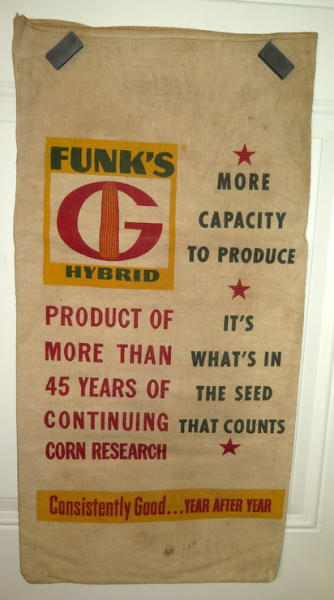 FUNK'S
G
HYBRID
PRODUCT OF
MORE THAN
45 YEARS OF
CONTINUING
CORN RESEARCH
MORE
CAPACITY
TO PRODUCE
IT'S
WHAT'S IN
THE SEED
THAT COUNTS
Consistently Good...YEAR AFTER YEAR